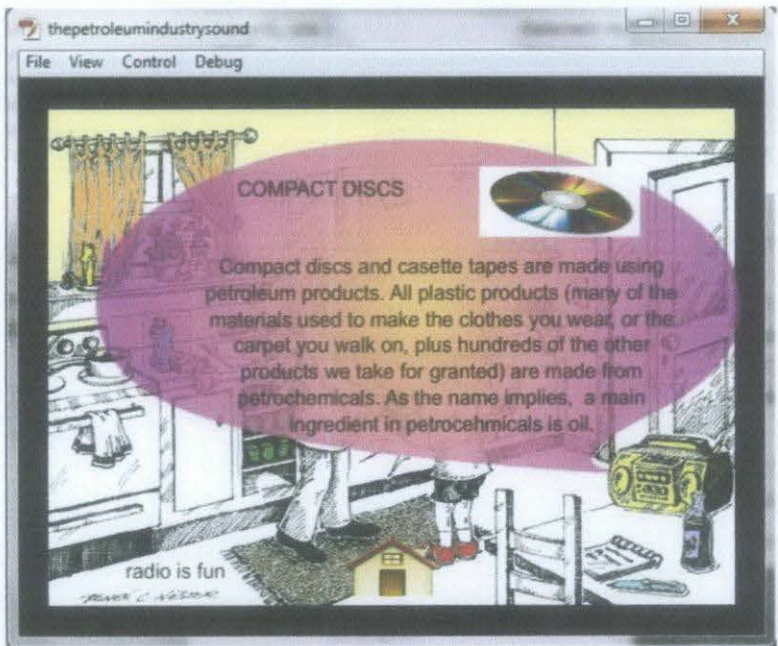 thepetroleumindustrysound
File View Control Debug
COMPACT DISCS
Compact discs and casette tapes are made using
petroleum products. All plastic products (many of the
materials used to make the clothes you wear, or the
carpet you walk on, plus hundreds of the other
products we take for granted) are made from
petrochemicals. As the name implies, a main
ingredient in petrocehmicals is oil.
radio is fun